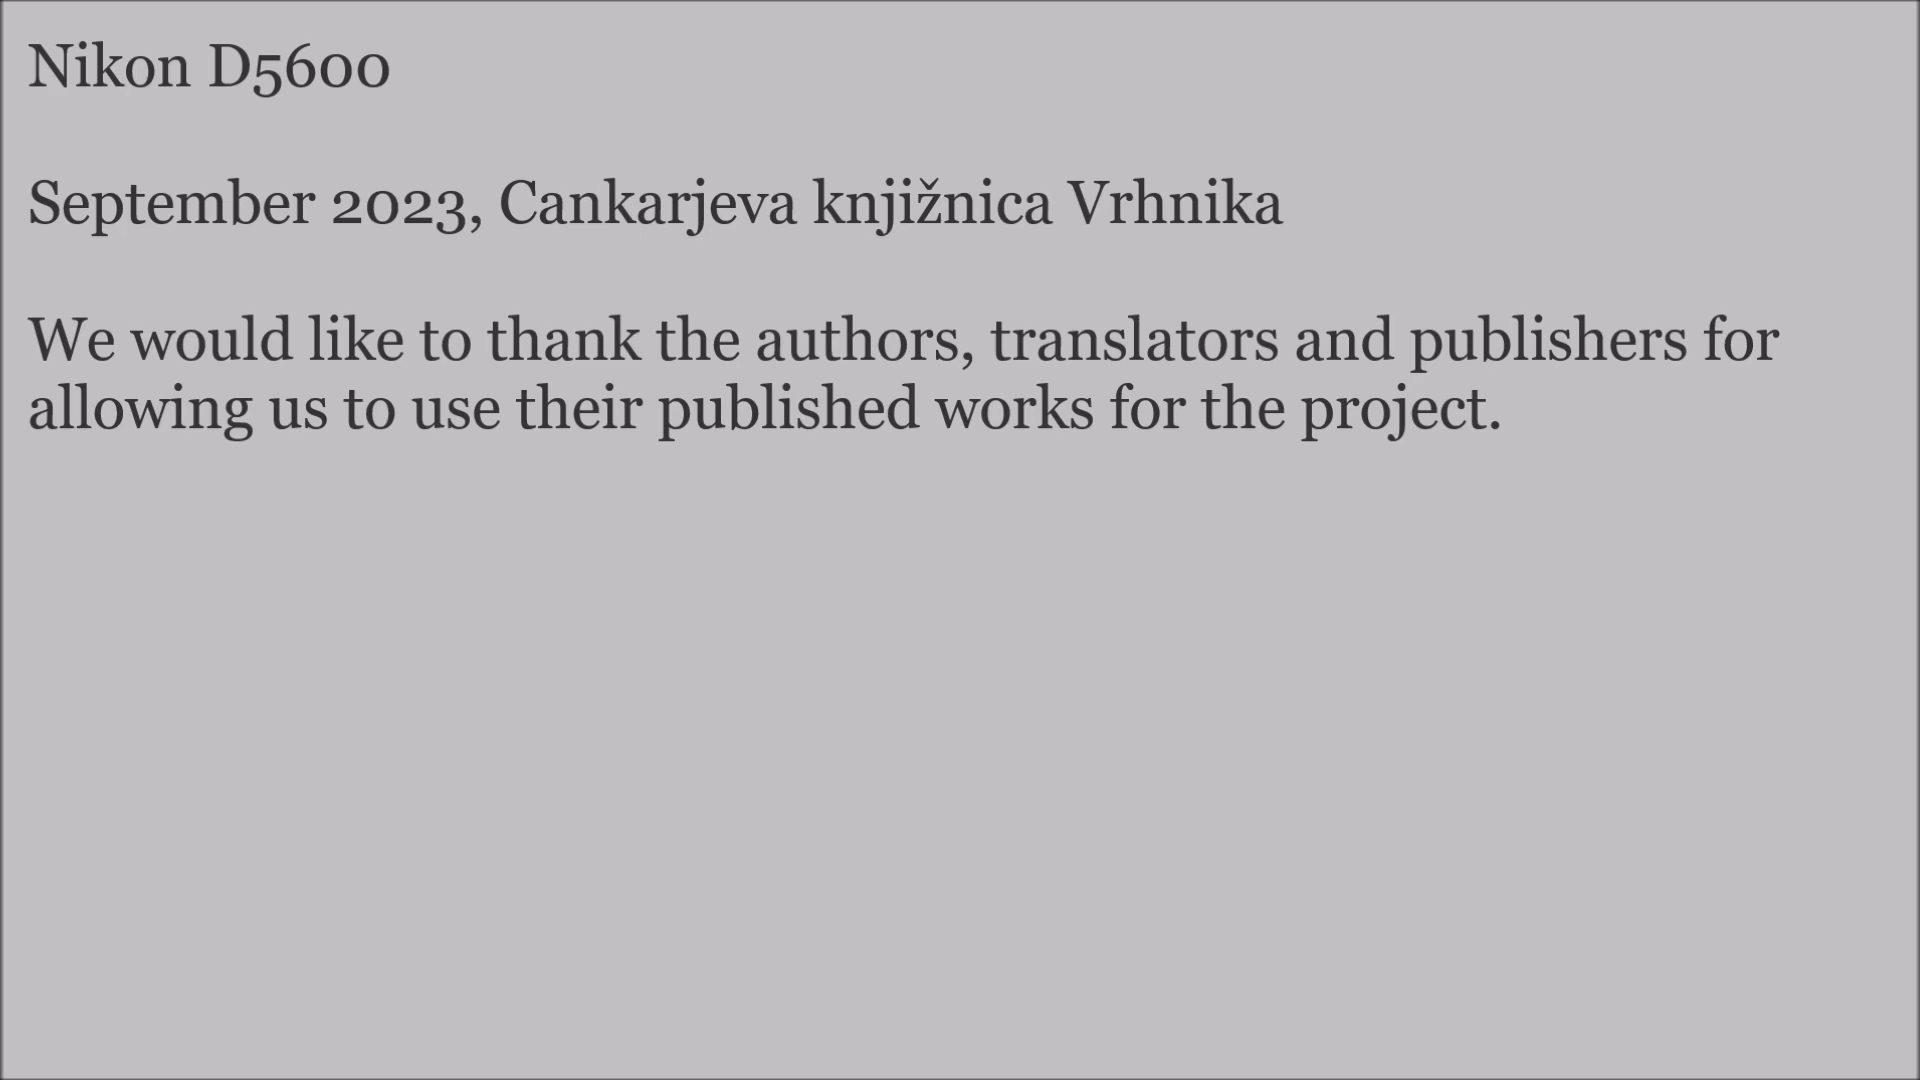 Nikon D5600
September 2023, Cankarjeva knjižnica Vrhnika
We would like to thank the authors, translators and publishers for
allowing us to use their published works for the project.